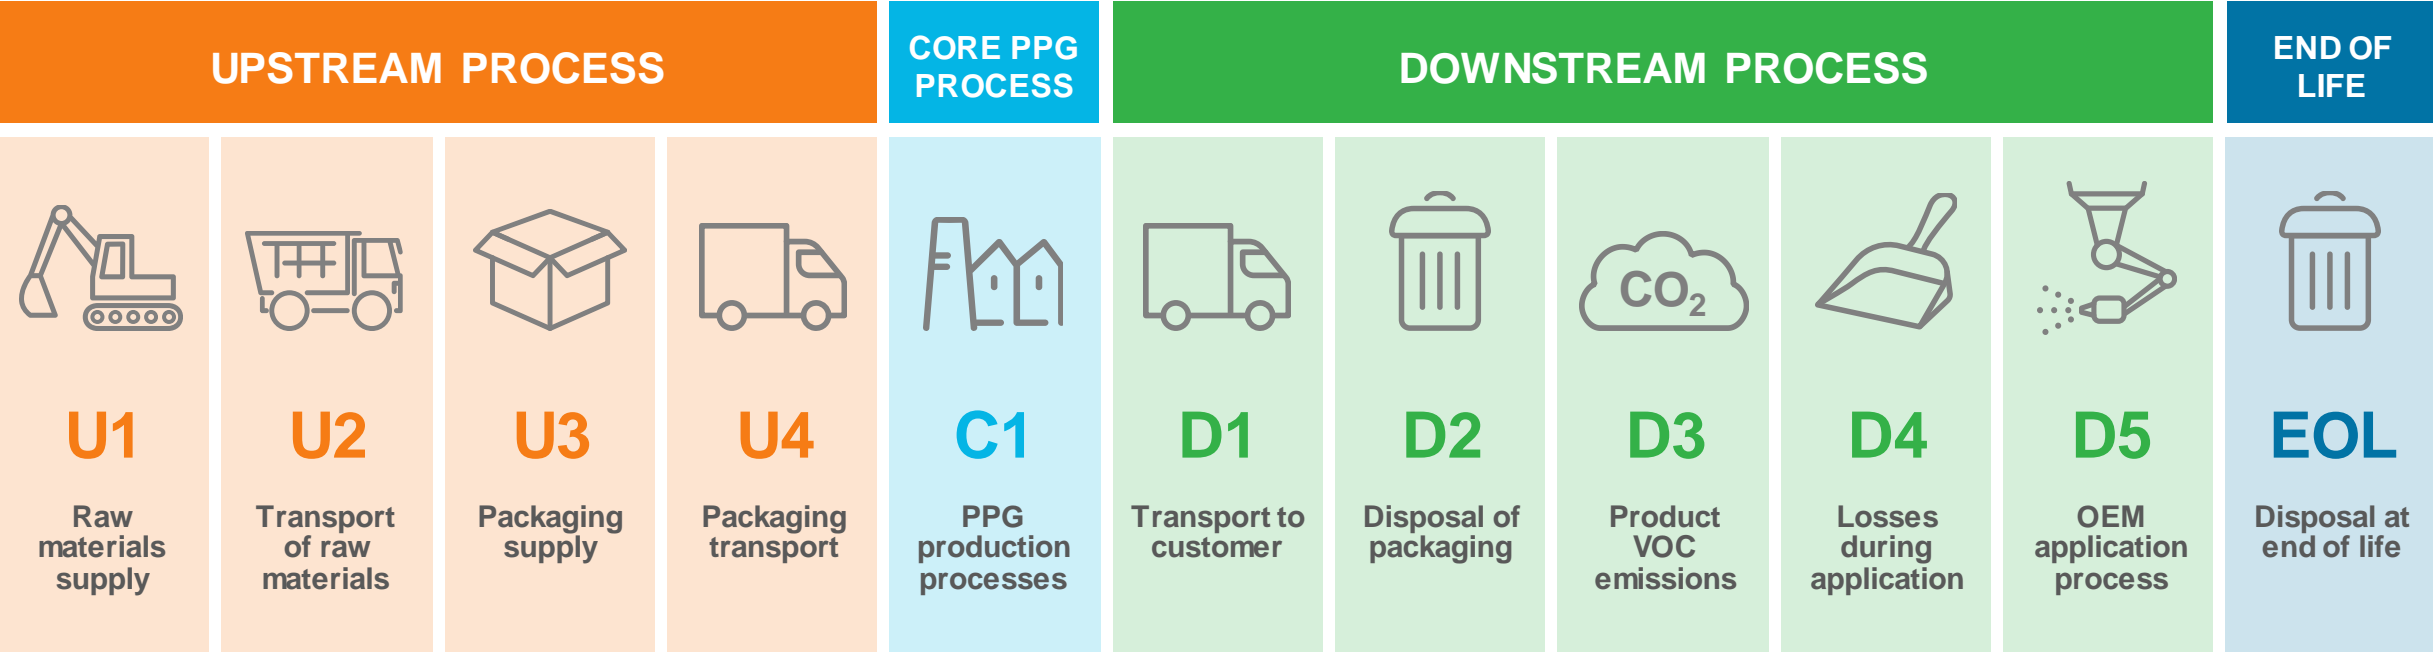 UPSTREAM PROCESS
CORE PPG
PROCESS
DOWNSTREAM PROCESS
END OF
LIFE
U1
Raw
materials
supply
U2
Transport
of raw
materials
U3
Packaging
supply
U4
Packaging
transport
C1
PPG
production
processes
D1
Transport to
customer
D2
Disposal of
packaging
CO₂
D3
Product
VOC
emissions
D4
Losses
during
application
D5
OEM
application
process
EOL
Disposal at
end of life